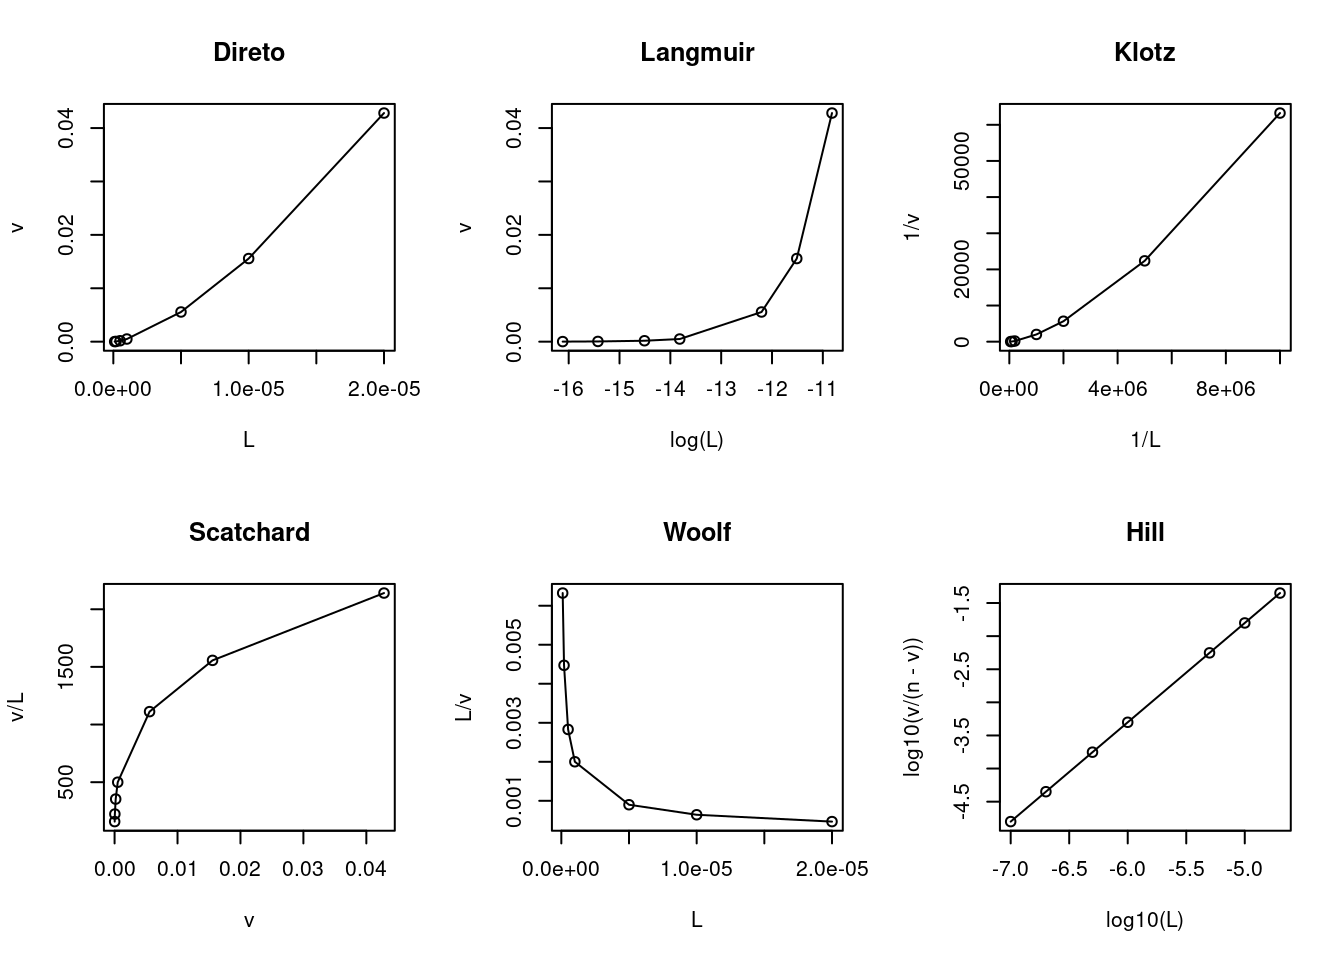 Direto
v
0.00 0.02 0.04
0.0e+00 1.0e-05 2.0e-05
L
Langmuir
v
0.00 0.02 0.04
-16 -15 -14 -13 -12 -11
log(L)
Klotz
1/v
0 20000 50000
0e+00 4e+06 8e+06
1/L
Scatchard
v/L
500 1500
0.00 0.01 0.02 0.03 0.04
v
Woolf
L/v
0.001 0.003 0.005
0.0e+00 1.0e-05 2.0e-05
L
Hill
log10(v/(n - v))
-4.5 -3.5 -2.5 -1.5
-7.0 -6.5 -6.0 -5.5 -5.0
log10(L)